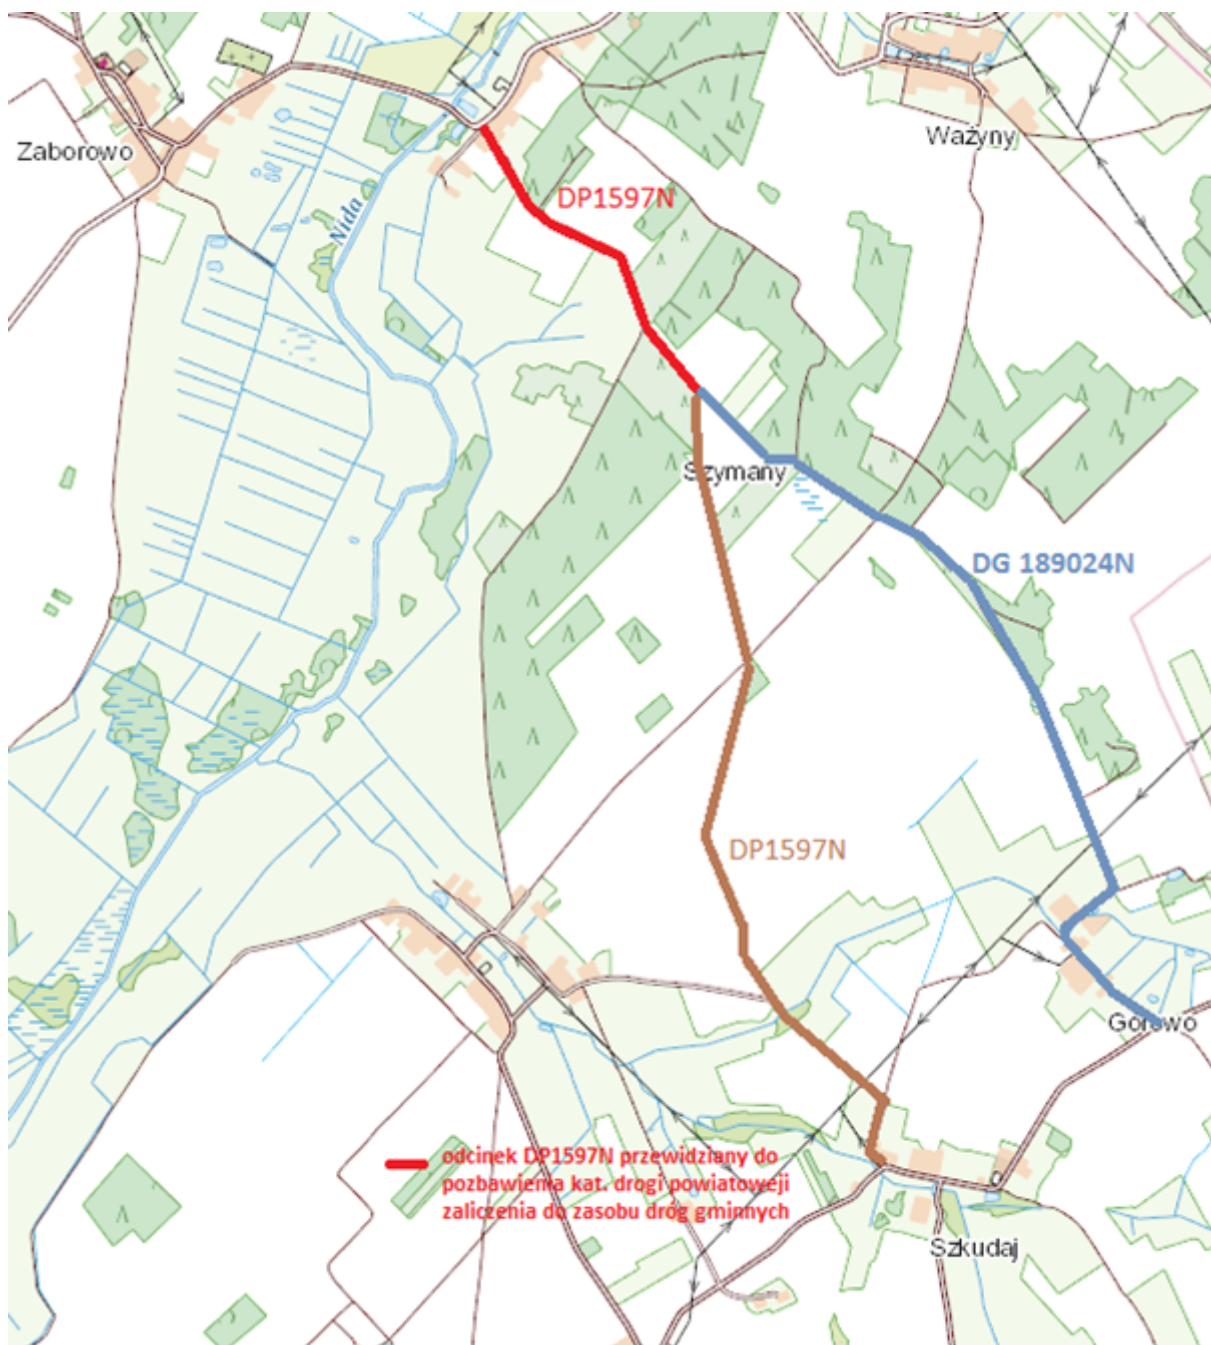 Zaborowo
Ważyny
Nida
DP1597N
Szymany
DG 189024N
DP1597N
Gorowo
odcinek DP1597N przewidziany do
pozbawienia kat. drogi powiatoweji
zaliczenia do zasobu dróg gminnych
Szkudaj